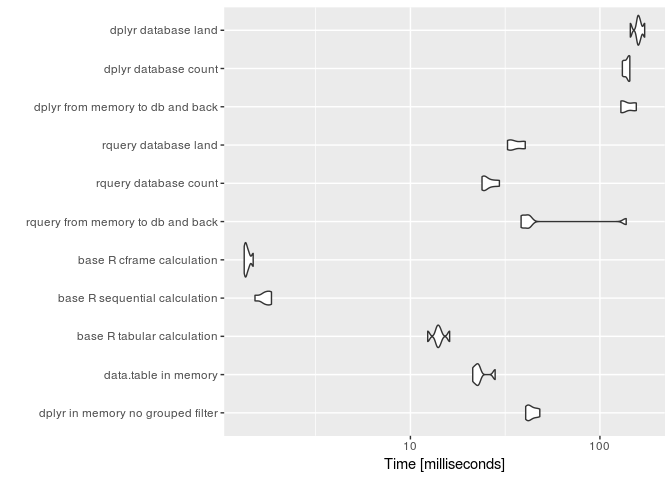 dplyr database land
dplyr database count
dplyr from memory to db and back
rquery database land
rquery database count
rquery from memory to db and back
base R cframe calculation
base R sequential calculation
base R tabular calculation
data.table in memory
dplyr in memory no grouped filter
10 100
Time [milliseconds]